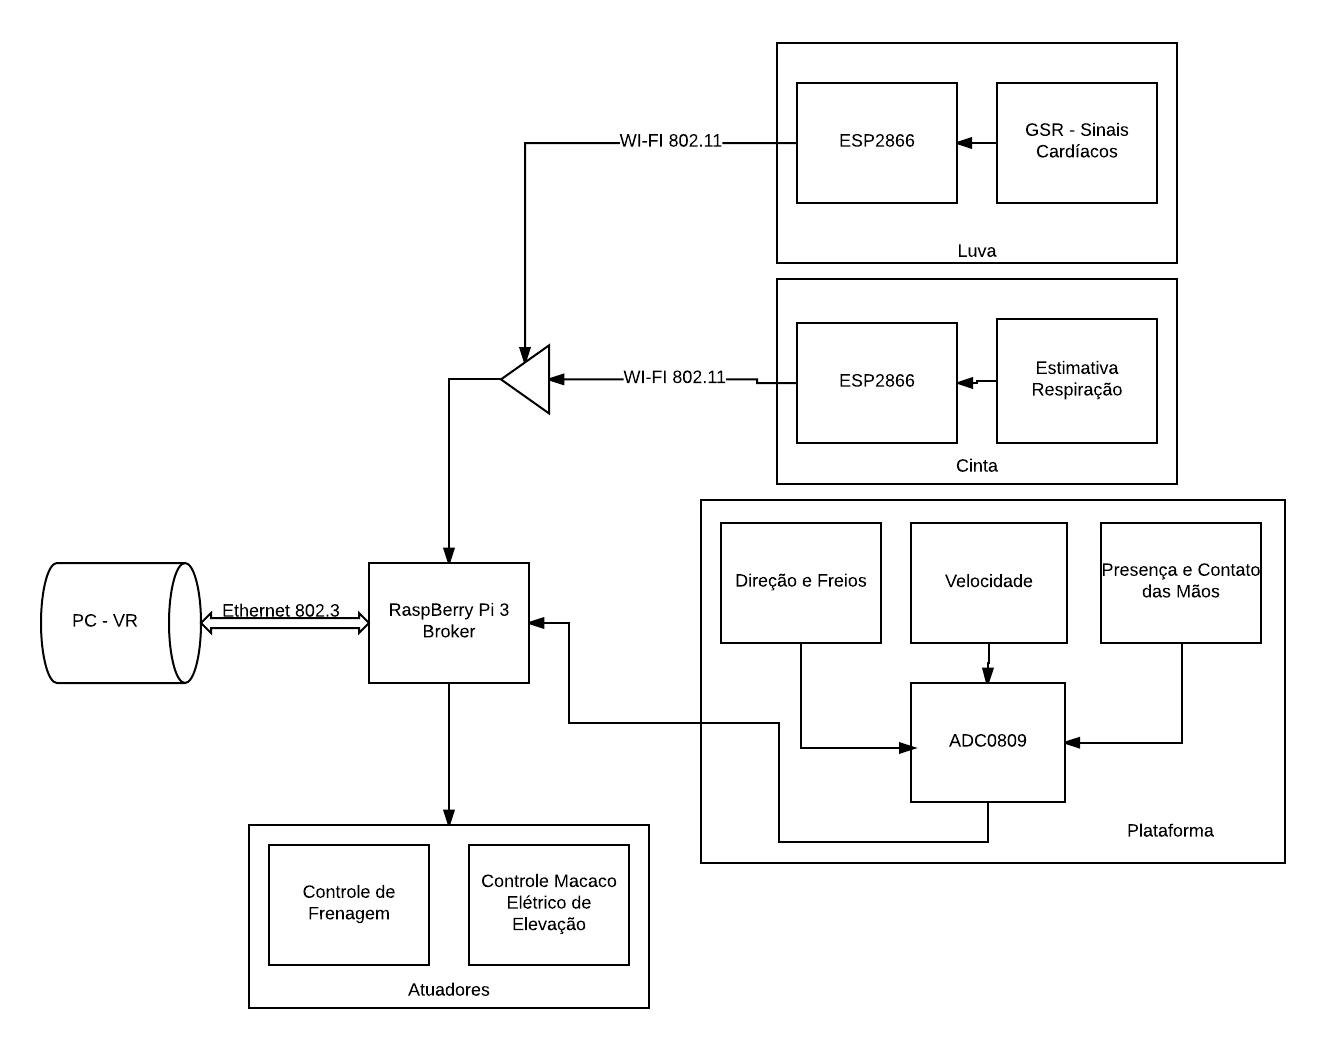 WI-FI 802.11
ESP2866
GSR - Sinais
Cardíacos
Luva
WI-FI 802.11
ESP2866
Estimativa
Respiração
Cinta
PC - VR
Ethernet 802.3
RaspBerry Pi 3
Broker
Direção e Freios
Velocidade
Presença e Contato
das Mãos
ADC0809
Plataforma
Controle de
Frenagem
Controle Macaco
Elétrico de
Elevação
Atuadores